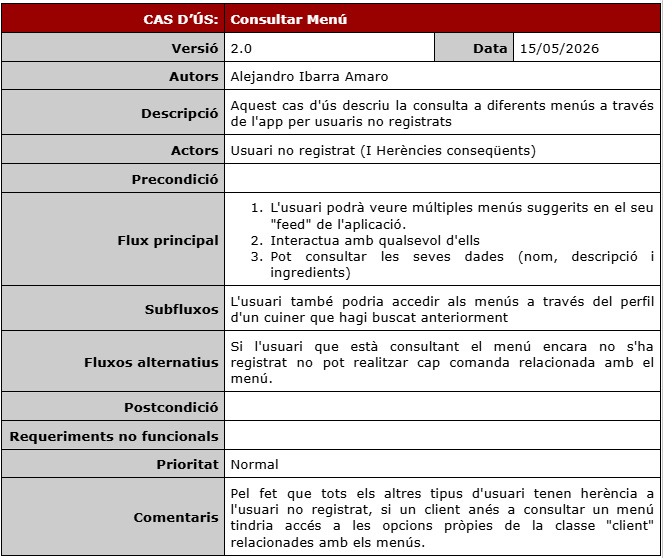 CAS D'ÚS: Consultar Menú
Versió 2.0 Data 15/05/2026
Autors Alejandro Ibarra Amaro
Descripció
Aquest cas d'ús descriu la consulta a diferents menús a través
de l'app per usuaris no registrats
Actors Usuari no registrat (I Herències conseqüents)
Precondició
Flux principal
1. L'usuari podrà veure múltiples menús suggerits en el seu
"feed" de l'aplicació.
2. Interactua amb qualsevol d'ells
3. Pot consultar les seves dades (nom, descripció i
ingredients)
Subfluxos
L'usuari també podria accedir als menús a través del perfil
d'un cuiner que hagi buscat anteriorment
Fluxos alternatius
Si l'usuari que està consultant el menú encara no s'ha
registrat no pot realitzar cap comanda relacionada amb el
menú.
Postcondició
Requeriments no funcionals
Prioritat Normal
Comentaris
Pel fet que tots els altres tipus d'usuari tenen herència a
l'usuari no registrat, si un client anés a consultar un menú
tindria accés a les opcions pròpies de la classe "client"
relacionades amb els menús.